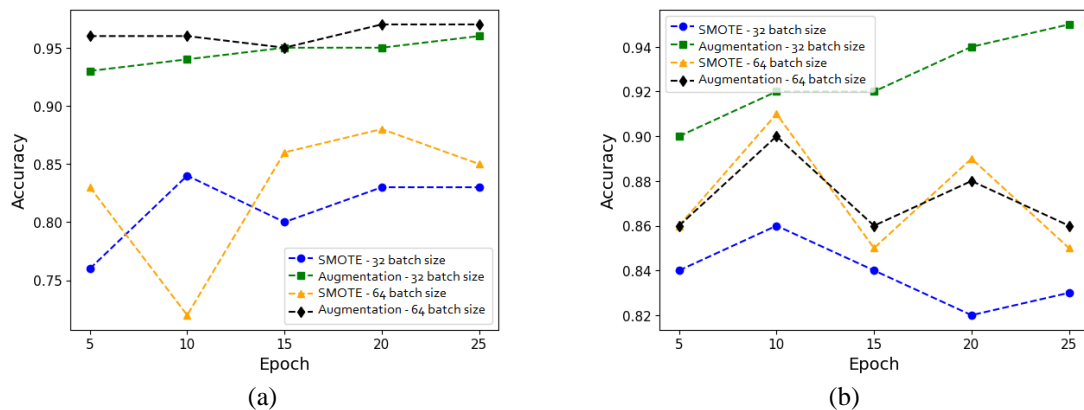 0.95
0.90
0.85
0.80
0.75
Accuracy
SMOTE - 32 batch size
Augmentation - 32 batch size
SMOTE - 64 batch size
Augmentation - 64 batch size
5 10 15 20 25
Epoch
(a)
0.94
0.92
0.90
0.88
0.86
0.84
0.82
Accuracy
SMOTE - 32 batch size
Augmentation - 32 batch size
SMOTE - 64 batch size
Augmentation - 64 batch size
5 10 15 20 25
Epoch
(b)